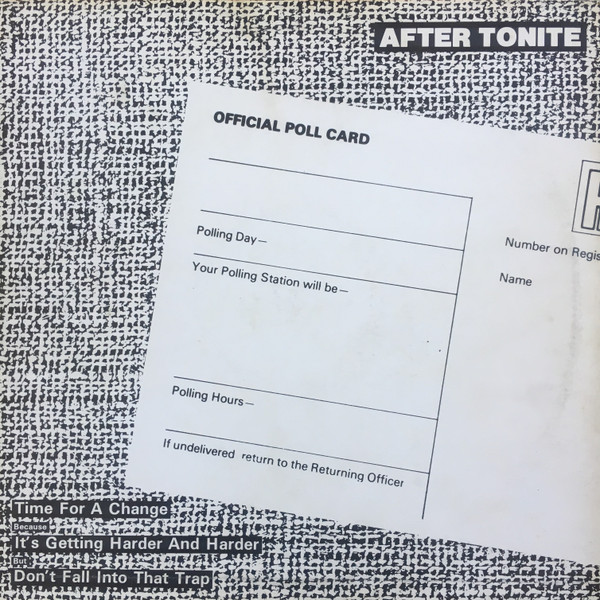 AFTER TONITE
OFFICIAL POLL CARD
Polling Day—
Your Polling Station will be—
Polling Hours—
If undelivered return to the Returning Officer
Number on Regis
Name
Time For A Change
Because
It's Getting Harder And Harder
But
Don't Fall Into That Trap